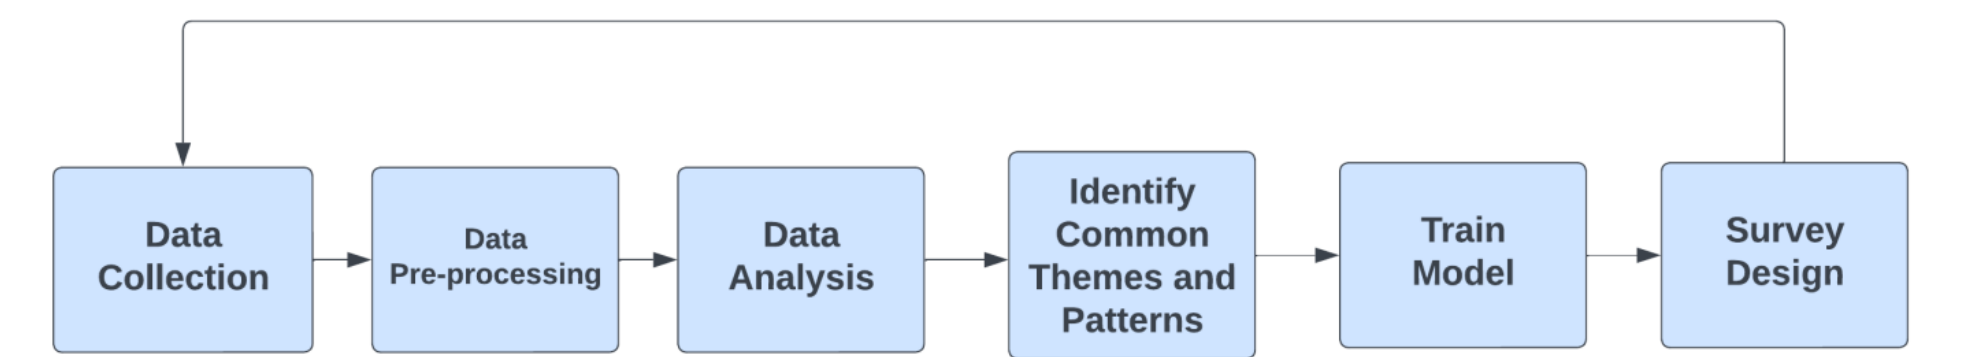 Data
Collection
Data
Pre-processing
Data
Analysis
Identify
Common
Themes and
Patterns
Train
Model
Survey
Design